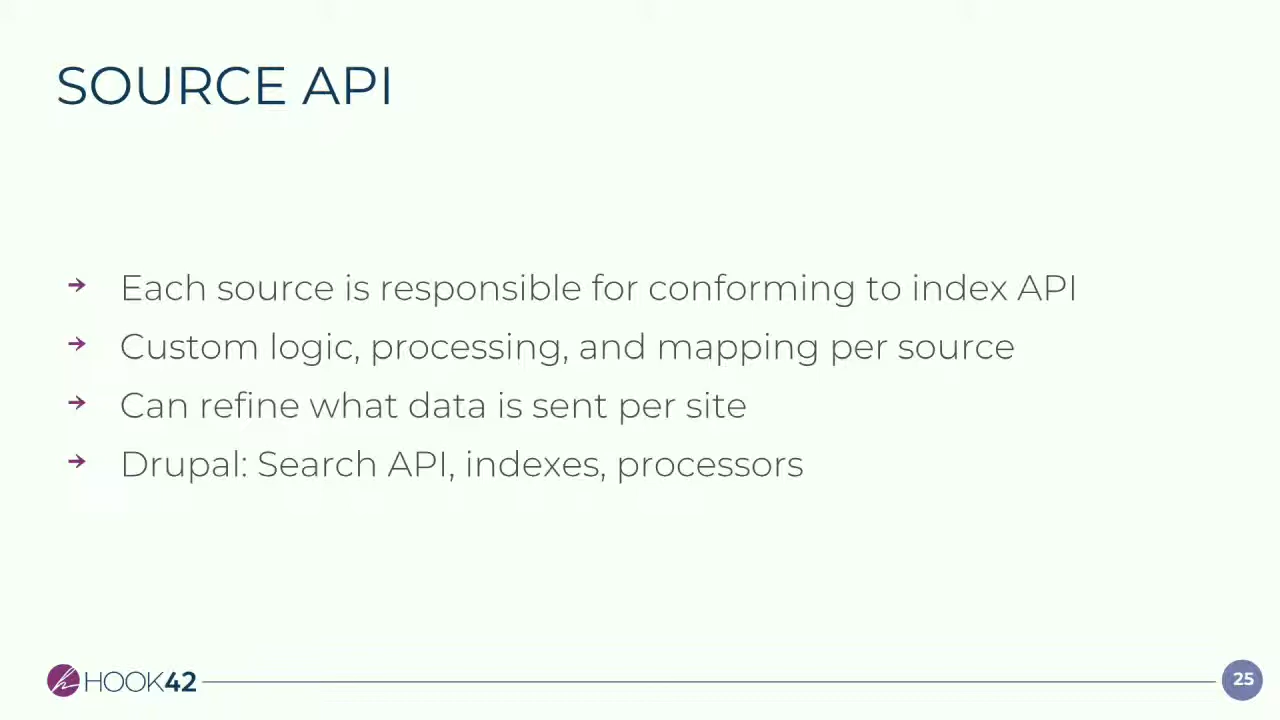 SOURCE API
→ Each source is responsible for conforming to index API
→ Custom logic, processing, and mapping per source
→ Can refine what data is sent per site
→ Drupal: Search API, indexes, processors
HOOK42
25